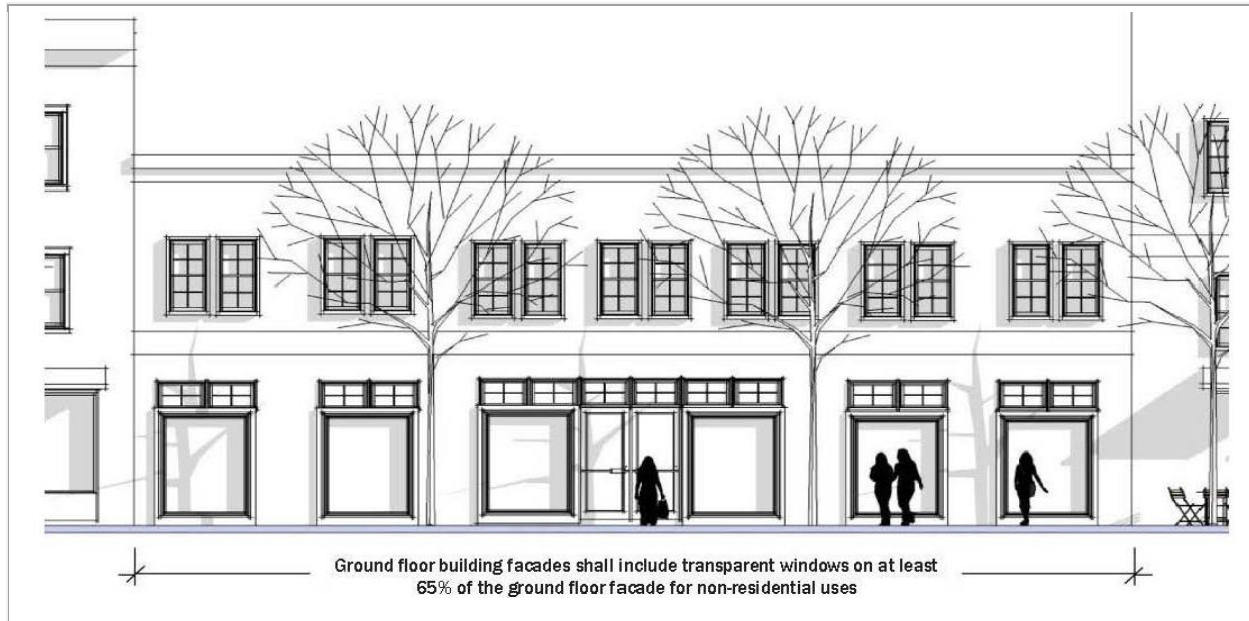 Ground floor building facades shall include transparent windows on at least
65% of the ground floor facade for non-residential uses